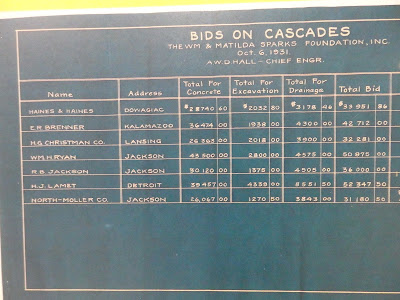 BIDS ON CASCADES
THE WM & MATILDA SPARKS FOUNDATION, INC.
OCT. 6, 1931.
A.W.D. HALL - CHIEF ENGR.
Name Address Total For Concrete Total For Excavation Total For Drainage Total Bid
HAINES & HAINES DOWAGIAC $28740 60 $2032 80 $3178 46 $33951 86
E.R. BRENNER KALAMAZOO 36474 00 1938 00 4300 00 42712 00
H.G. CHRISTMAN CO. LANSING 26363 00 2018 00 3900 00 32281 00
WM. H. RYAN JACKSON 43500 00 2800 00 4575 00 50875 00
R.B. JACKSON JACKSON 30120 00 1375 00 4505 00 36000 00
H.J. LAMET DETROIT 39457 00 4339 00 8551 50 52347 50
NORTH-MOLLER CO. JACKSON 26,067 00 1270 50 3843 00 31180 50